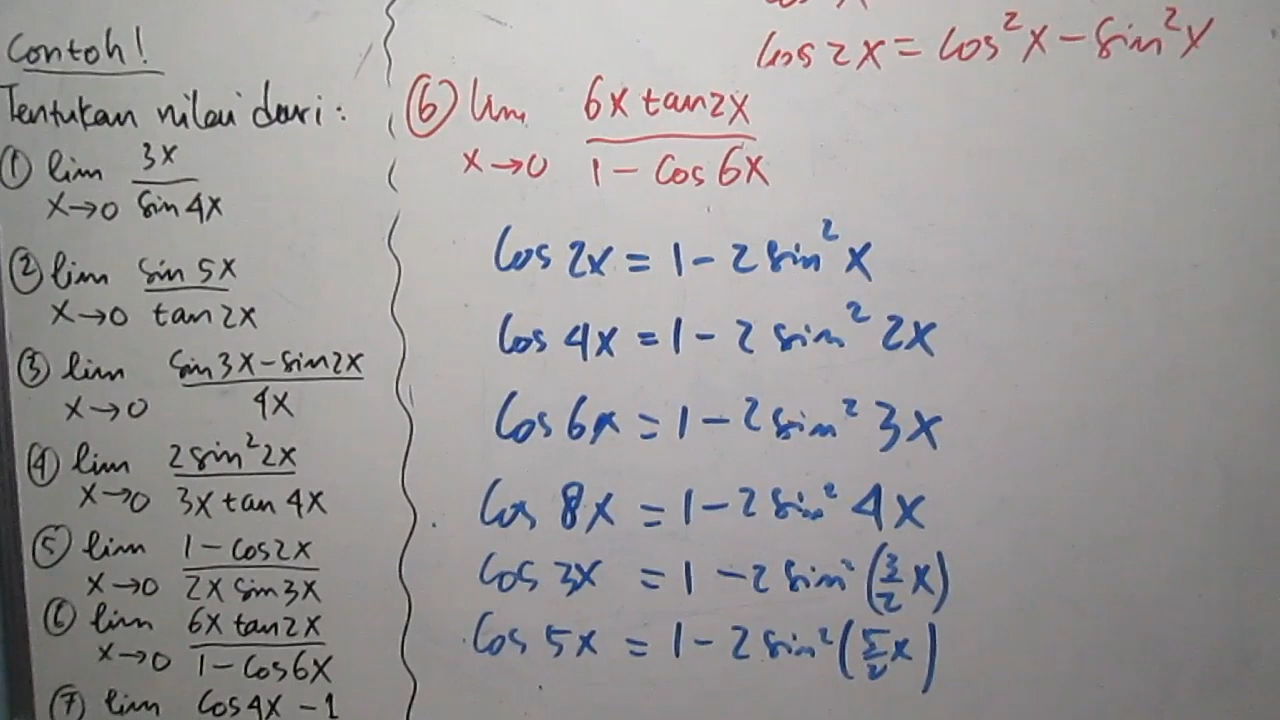 Contoh!
Tentukan nilai dari:
① lim x→0 3x / sin 4x
② lim x→0 sin 5x / tan 2x
③ lim x→0 sin 3x - sin 2x / 4x
④ lim x→0 2 sin² 2x / 3x tan 4x
⑤ lim x→0 1 - cos 2x / 2x sin 3x
⑥ lim x→0 6x tan 2x / 1 - cos 6x
⑦ lim cos 4x - 1
cos 2x = cos² x - sin² x
⑥ lim x→0 6x tan 2x / 1 - cos 6x
cos 2x = 1 - 2 sin² x
cos 4x = 1 - 2 sin² 2x
cos 6x = 1 - 2 sin² 3x
cos 8x = 1 - 2 sin² 4x
cos 3x = 1 - 2 sin² (3/2 x)
cos 5x = 1 - 2 sin² (5/2 x)